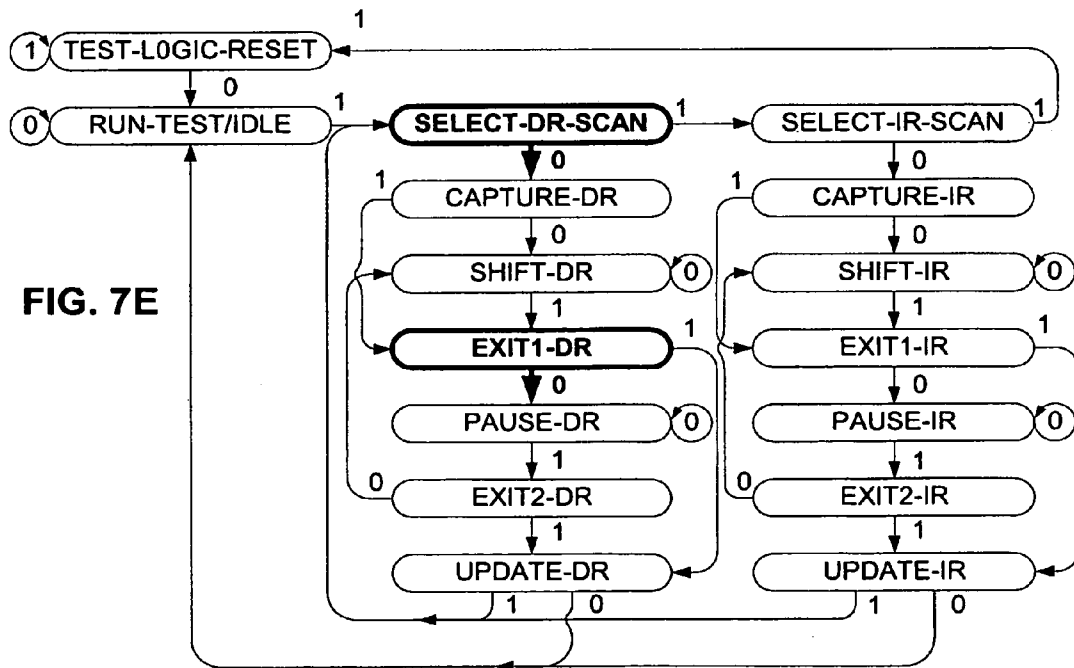 1
1 TEST-L0GIC-RESET
0
0 RUN-TEST/IDLE 1 SELECT-DR-SCAN 1 SELECT-IR-SCAN 1
0 0
1 CAPTURE-DR 1 CAPTURE-IR
0 0
SHIFT-DR 0 SHIFT-IR 0
FIG. 7E
1 1
EXIT1-DR 1 EXIT1-IR 1
0 0
PAUSE-DR 0 PAUSE-IR 0
1 1
0 EXIT2-DR 0 EXIT2-IR
1 1
UPDATE-DR UPDATE-IR
1 0 1 0